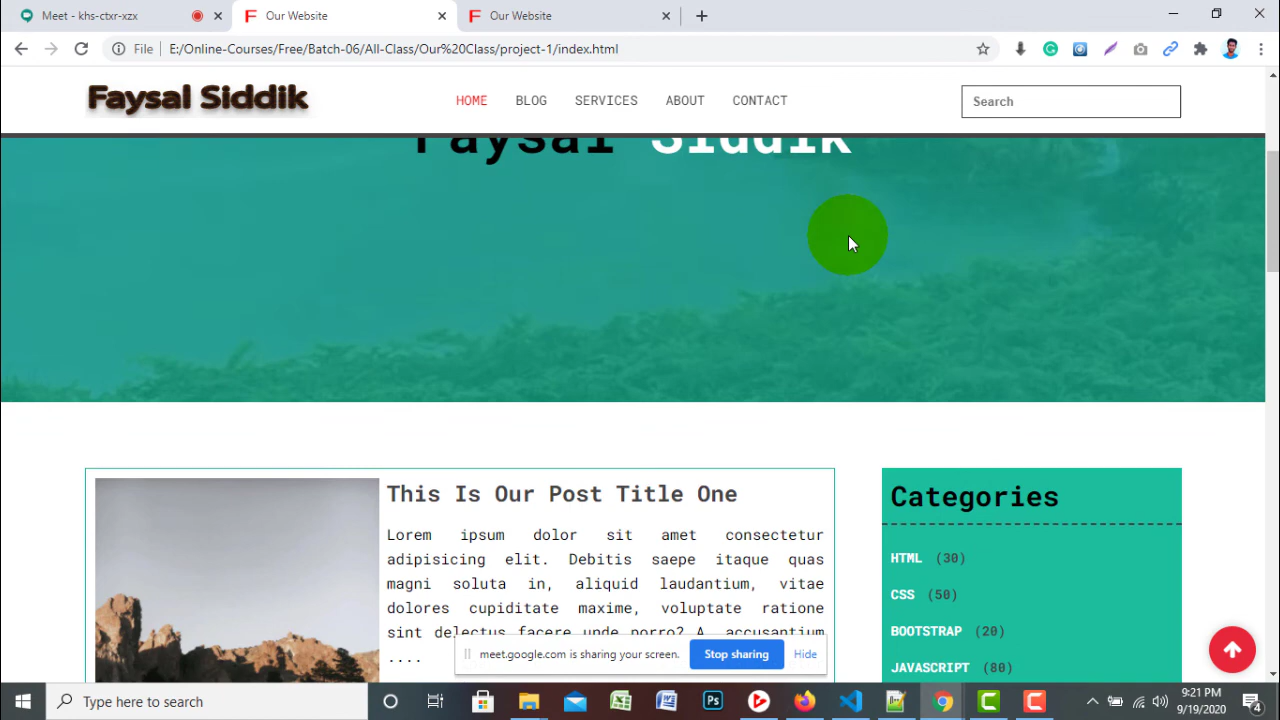 Meet - khs-ctxr-xzx
Our Website
Our Website
File
E:/Online-Courses/Free/Batch-06/All-Class/Our%20Class/project-1/index.html
Faysal Siddik
HOME BLOG SERVICES ABOUT CONTACT
Search
Faysal Siddik
This Is Our Post Title One
Lorem ipsum dolor sit amet consectetur
adipisicing elit. Debitis saepe itaque quas
magni soluta in, aliquid laudantium, vitae
dolores cupiditate maxime, voluptate ratione
sint delectus facere unde porro? A, accusantium
....
Categories
HTML (30)
CSS (50)
BOOTSTRAP (20)
JAVASCRIPT (80)
meet.google.com is sharing your screen.
Stop sharing
Hide
Type here to search
9:21 PM
9/19/2020
4